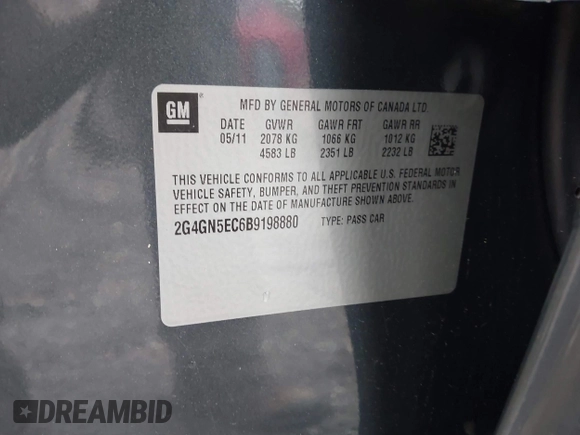 GM
MFD BY GENERAL MOTORS OF CANADA LTD.
DATE GVWR GAWR FRT GAWR RR
05/11 2078 KG 1066 KG 1012 KG
4583 LB 2351 LB 2232 LB
THIS VEHICLE CONFORMS TO ALL APPLICABLE U.S. FEDERAL MOTOR
VEHICLE SAFETY, BUMPER, AND THEFT PREVENTION STANDARDS IN
EFFECT ON THE DATE OF MANUFACTURE SHOWN ABOVE.
2G4GN5EC6B9198880 TYPE: PASS CAR
DREAMBID